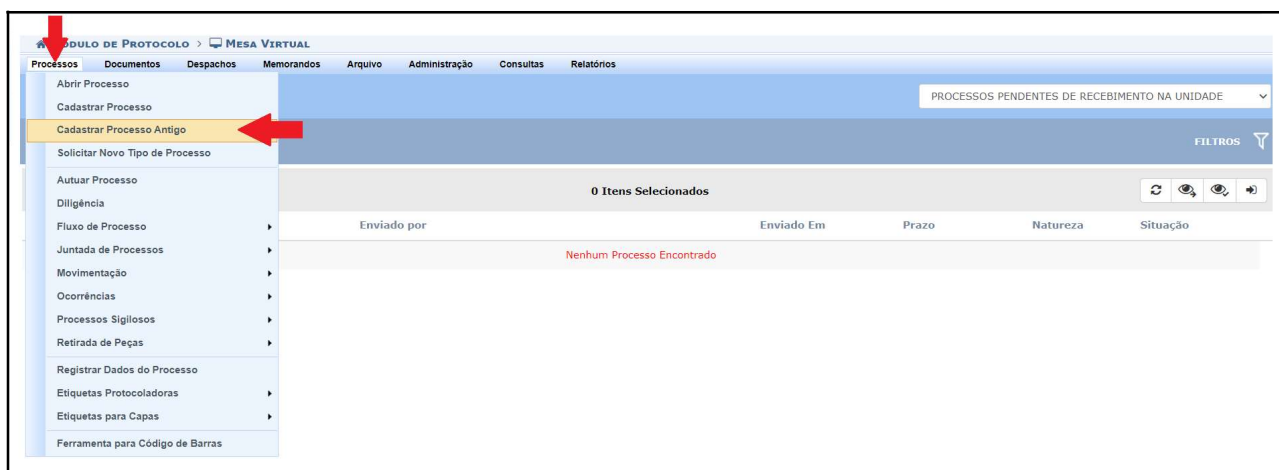 DULO DE PROTOCOLO > MESA VIRTUAL
Processos Documentos Despachos Memorandos Arquivo Administração Consultas Relatórios
Abrir Processo
PROCESSOS PENDENTES DE RECEBIMENTO NA UNIDADE
Cadastrar Processo
Cadastrar Processo Antigo
FILTROS
Solicitar Novo Tipo de Processo
Autuar Processo
0 Itens Selecionados
Diligência
Fluxo de Processo
Enviado por Enviado Em Prazo Natureza Situação
Juntada de Processos
Nenhum Processo Encontrado
Movimentação
Ocorrências
Processos Sigilosos
Retirada de Peças
Registrar Dados do Processo
Etiquetas Protocoladoras
Etiquetas para Capas
Ferramenta para Código de Barras